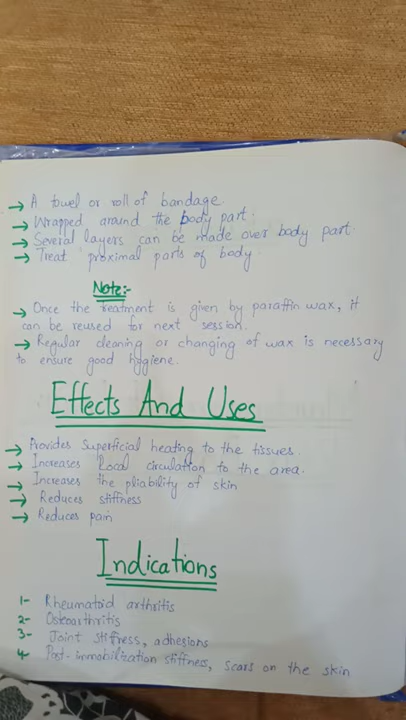 → A towel or roll of bandage.
→ Wrapped around the body part.
→ Several layers can be made over body part.
→ Treat proximal parts of body.
Note:-
→ Once the treatment is given by paraffin wax, it
can be reused for next session.
→ Regular cleaning or changing of wax is necessary
to ensure good hygiene.
Effects And Uses
→ Provides superficial heating to the tissues.
→ Increases local circulation to the area.
→ Increases the pliability of skin
→ Reduces stiffness
→ Reduces pain
Indications
1- Rheumatoid arthritis
2- Osteoarthritis
3- Joint stiffness, adhesions
4- Post-immobilization stiffness, scars on the skin